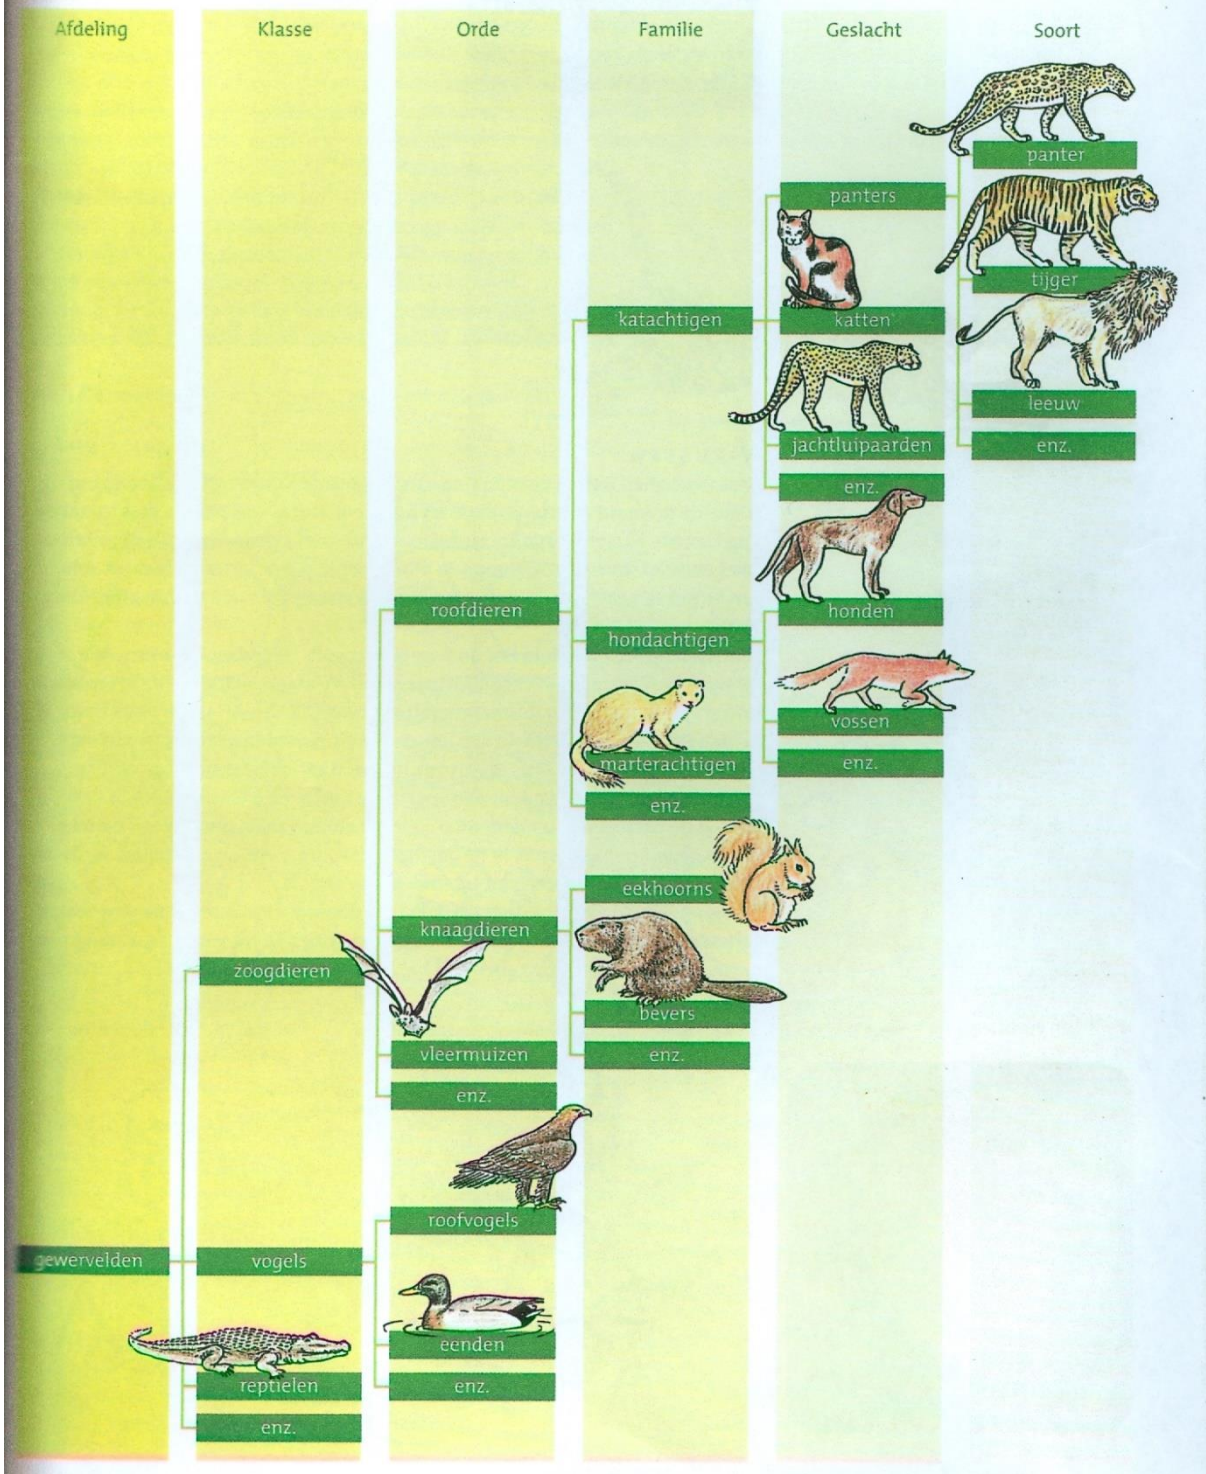 Afdeling
Klasse
Orde
Familie
Geslacht
Soort
panter
panters
tijger
katachtigen
katten
leeuw
jachtluipaarden
enz.
enz.
roofdieren
honden
hondachtigen
vossen
marterachtigen
enz.
enz.
eekhoorns
knaagdieren
zoogdieren
bevers
vleermuizen
enz.
enz.
roofvogels
gewervelden
vogels
eenden
reptielen
enz.
enz.